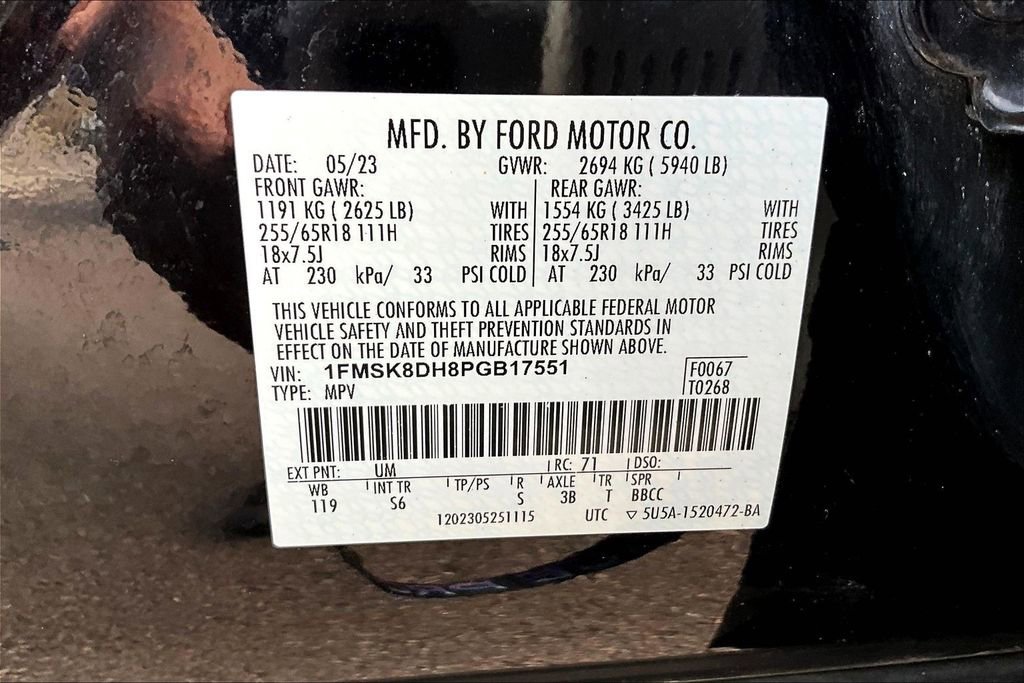 MFD. BY FORD MOTOR CO.
DATE: 05/23 GVWR: 2694 KG ( 5940 LB)
FRONT GAWR: REAR GAWR:
1191 KG ( 2625 LB) WITH 1554 KG ( 3425 LB) WITH
255/65R18 111H TIRES 255/65R18 111H TIRES
18x7.5J RIMS 18x7.5J RIMS
AT 230 kPa/ 33 PSI COLD AT 230 kPa/ 33 PSI COLD
THIS VEHICLE CONFORMS TO ALL APPLICABLE FEDERAL MOTOR
VEHICLE SAFETY AND THEFT PREVENTION STANDARDS IN
EFFECT ON THE DATE OF MANUFACTURE SHOWN ABOVE.
VIN: 1FMSK8DH8PGB17551 F0067
TYPE: MPV T0268
EXT PNT: UM RC: 71 DSO:
WB INT TR TP/PS R AXLE TR SPR
119 S6 S 3B T BBCC
1202305251115 UTC ▽ 5U5A-1520472-BA